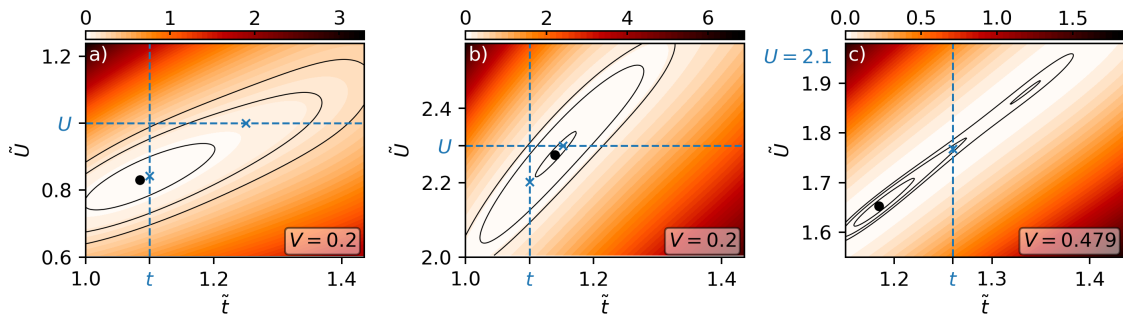 0 1 2 3
0 2 4 6
0.0 0.7 1.1 1.5
a)
b)
U = 2.1
c)
1.2
1.0
0.8
0.6
Ũ
U
V = 0.2
1.0 t 1.2 1.4
t̃
2.4
2.2
2.0
Ũ
U
V = 0.2
1.0 t 1.2 1.4
t̃
1.9
1.8
1.7
1.6
Ũ
V = 0.479
1.2 t 1.3 1.4
t̃